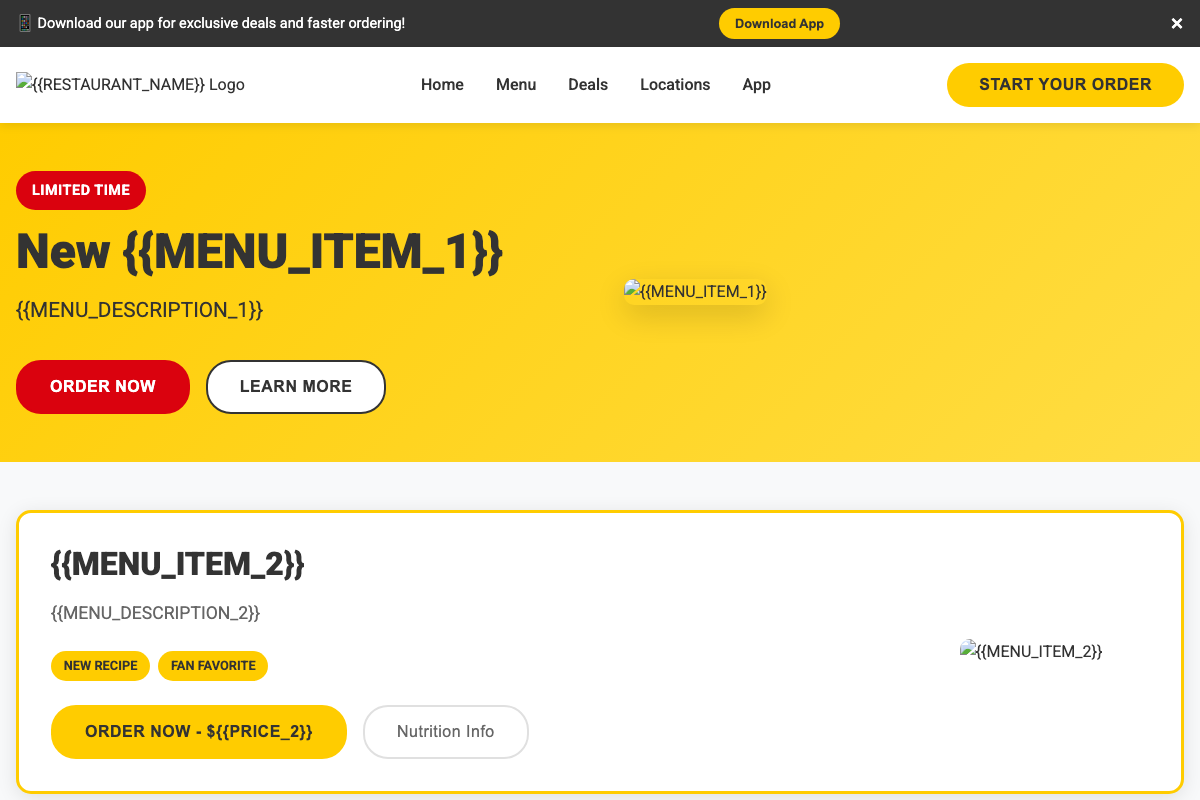 📱 Download our app for exclusive deals and faster ordering!
Download App
×
{{RESTAURANT_NAME}} Logo
Home
Menu
Deals
Locations
App
START YOUR ORDER
LIMITED TIME
New {{MENU_ITEM_1}}
{{MENU_DESCRIPTION_1}}
ORDER NOW
LEARN MORE
{{MENU_ITEM_1}}
{{MENU_ITEM_2}}
{{MENU_DESCRIPTION_2}}
NEW RECIPE
FAN FAVORITE
ORDER NOW - ${{PRICE_2}}
Nutrition Info
{{MENU_ITEM_2}}